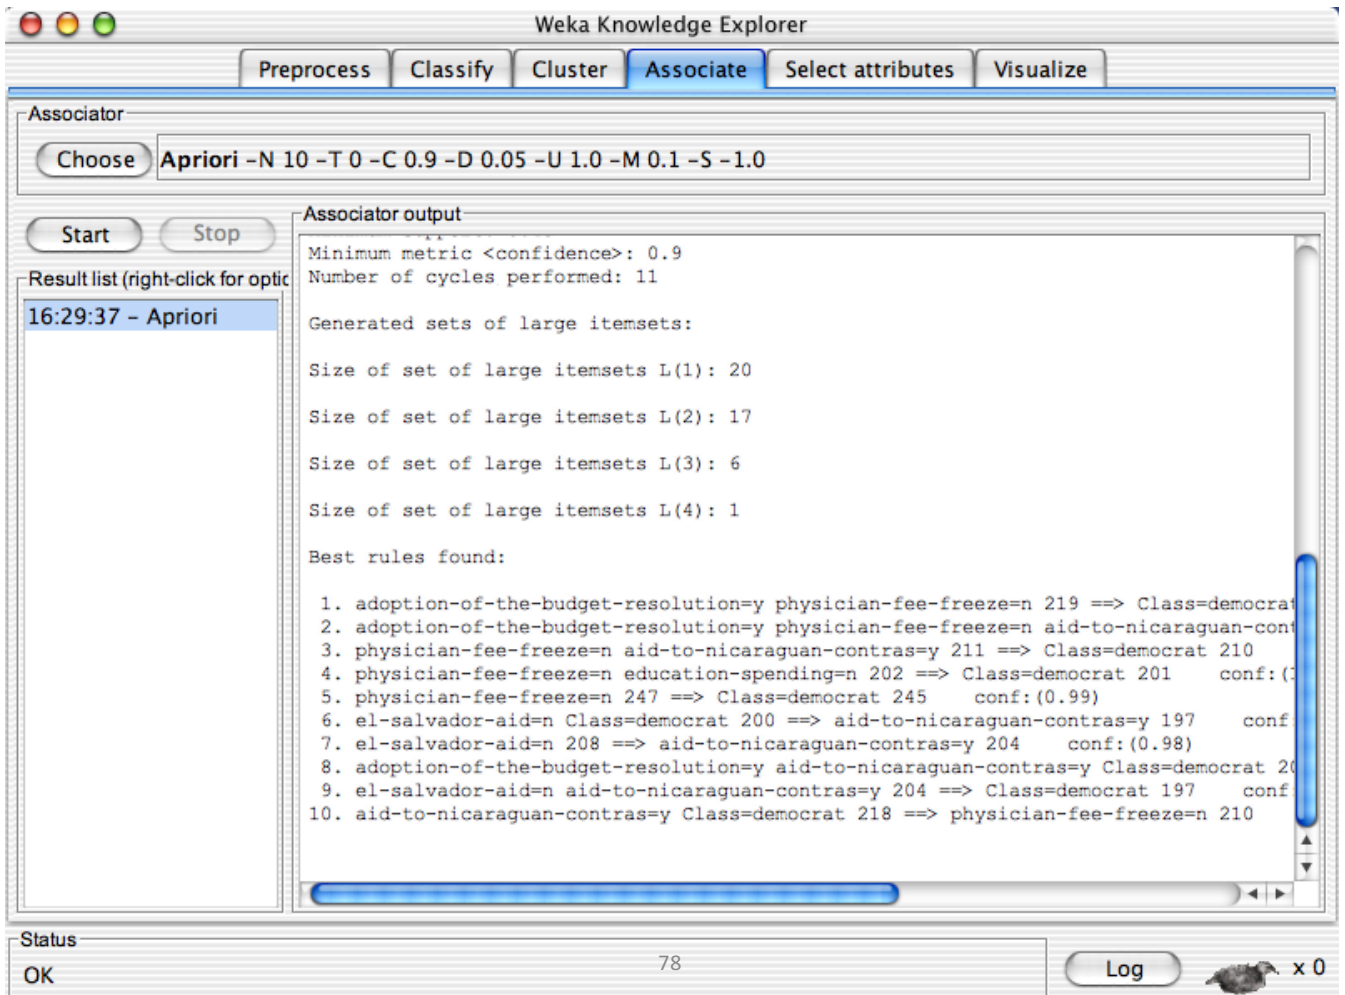 Weka Knowledge Explorer
Preprocess Classify Cluster Associate Select attributes Visualize
Associator
Choose Apriori -N 10 -T 0 -C 0.9 -D 0.05 -U 1.0 -M 0.1 -S -1.0
Start Stop
Result list (right-click for optic
16:29:37 - Apriori
Associator output
Minimum metric <confidence>: 0.9
Number of cycles performed: 11
Generated sets of large itemsets:
Size of set of large itemsets L(1): 20
Size of set of large itemsets L(2): 17
Size of set of large itemsets L(3): 6
Size of set of large itemsets L(4): 1
Best rules found:
1. adoption-of-the-budget-resolution=y physician-fee-freeze=n 219 ==> Class=democrat
2. adoption-of-the-budget-resolution=y physician-fee-freeze=n aid-to-nicaraguan-cont
3. physician-fee-freeze=n aid-to-nicaraguan-contras=y 211 ==> Class=democrat 210
4. physician-fee-freeze=n education-spending=n 202 ==> Class=democrat 201 conf:(
5. physician-fee-freeze=n 247 ==> Class=democrat 245 conf:(0.99)
6. el-salvador-aid=n Class=democrat 200 ==> aid-to-nicaraguan-contras=y 197 conf
7. el-salvador-aid=n 208 ==> aid-to-nicaraguan-contras=y 204 conf:(0.98)
8. adoption-of-the-budget-resolution=y aid-to-nicaraguan-contras=y Class=democrat 20
9. el-salvador-aid=n aid-to-nicaraguan-contras=y 204 ==> Class=democrat 197 conf
10. aid-to-nicaraguan-contras=y Class=democrat 218 ==> physician-fee-freeze=n 210
Status
OK
78
Log x 0